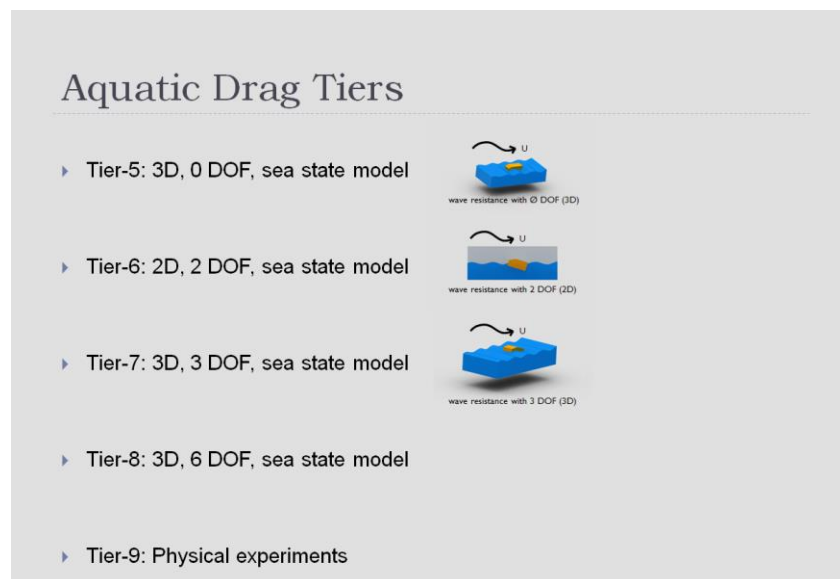 Aquatic Drag Tiers
Tier-5: 3D, 0 DOF, sea state model
U
wave resistance with Ø DOF (3D)
Tier-6: 2D, 2 DOF, sea state model
U
wave resistance with 2 DOF (2D)
Tier-7: 3D, 3 DOF, sea state model
U
wave resistance with 3 DOF (3D)
Tier-8: 3D, 6 DOF, sea state model
Tier-9: Physical experiments